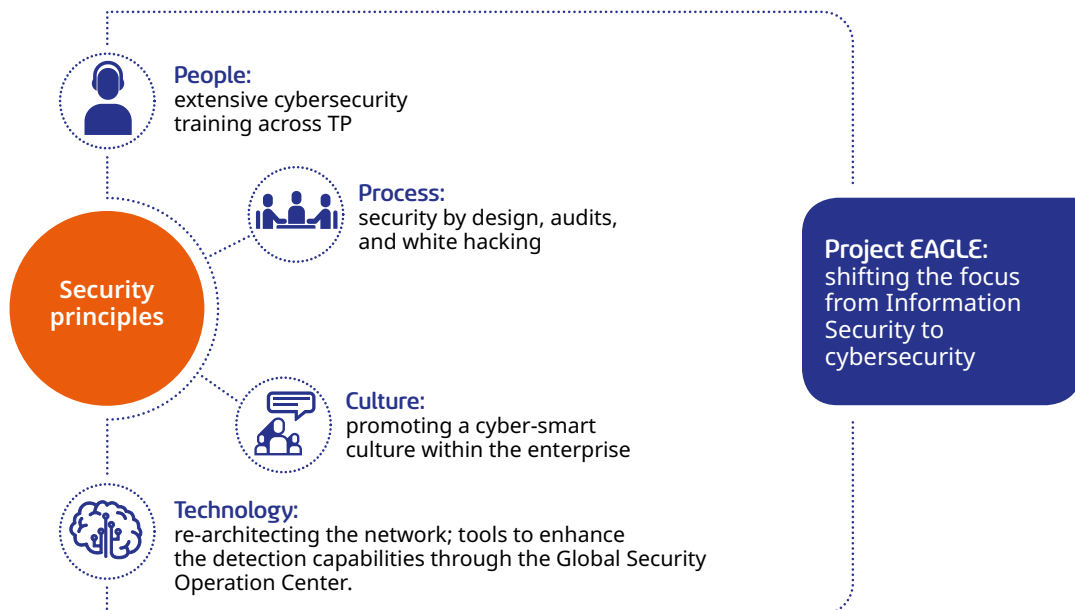 People:
extensive cybersecurity
training across TP
Process:
security by design, audits,
and white hacking
Security
principles
Project EAGLE:
shifting the focus
from Information
Security to
cybersecurity
Culture:
promoting a cyber-smart
culture within the enterprise
Technology:
re-architecting the network; tools to enhance
the detection capabilities through the Global Security
Operation Center.